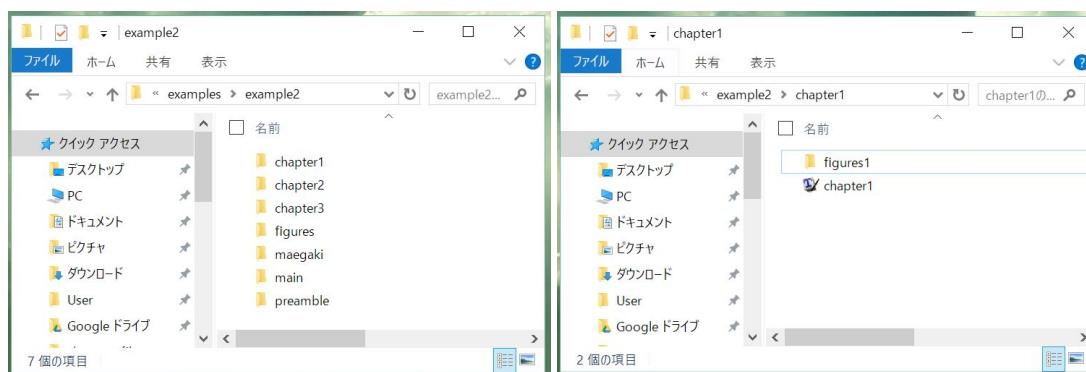 example2
ファイル ホーム 共有 表示
« examples > example2 example2...
名前
クイック アクセス
デスクトップ
PC
ドキュメント
ピクチャ
ダウンロード
User
Google ドライブ
chapter1
chapter2
chapter3
figures
maegaki
main
preamble
7 個の項目
chapter1
ファイル ホーム 共有 表示
« example2 > chapter1 chapter1の...
名前
クイック アクセス
デスクトップ
PC
ドキュメント
ピクチャ
ダウンロード
User
Google ドライブ
figures1
chapter1
2 個の項目